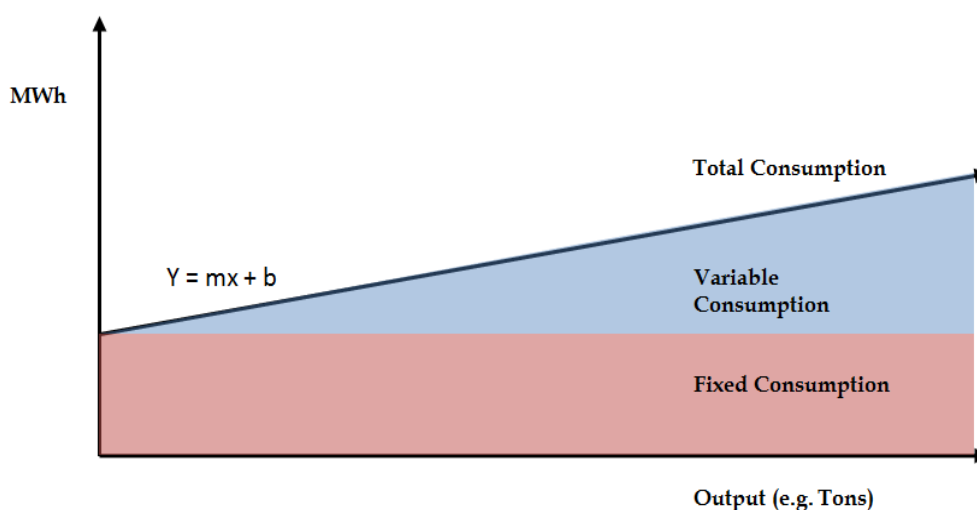 MWh
Total Consumption
Y = mx + b
Variable
Consumption
Fixed Consumption
Output (e.g. Tons)